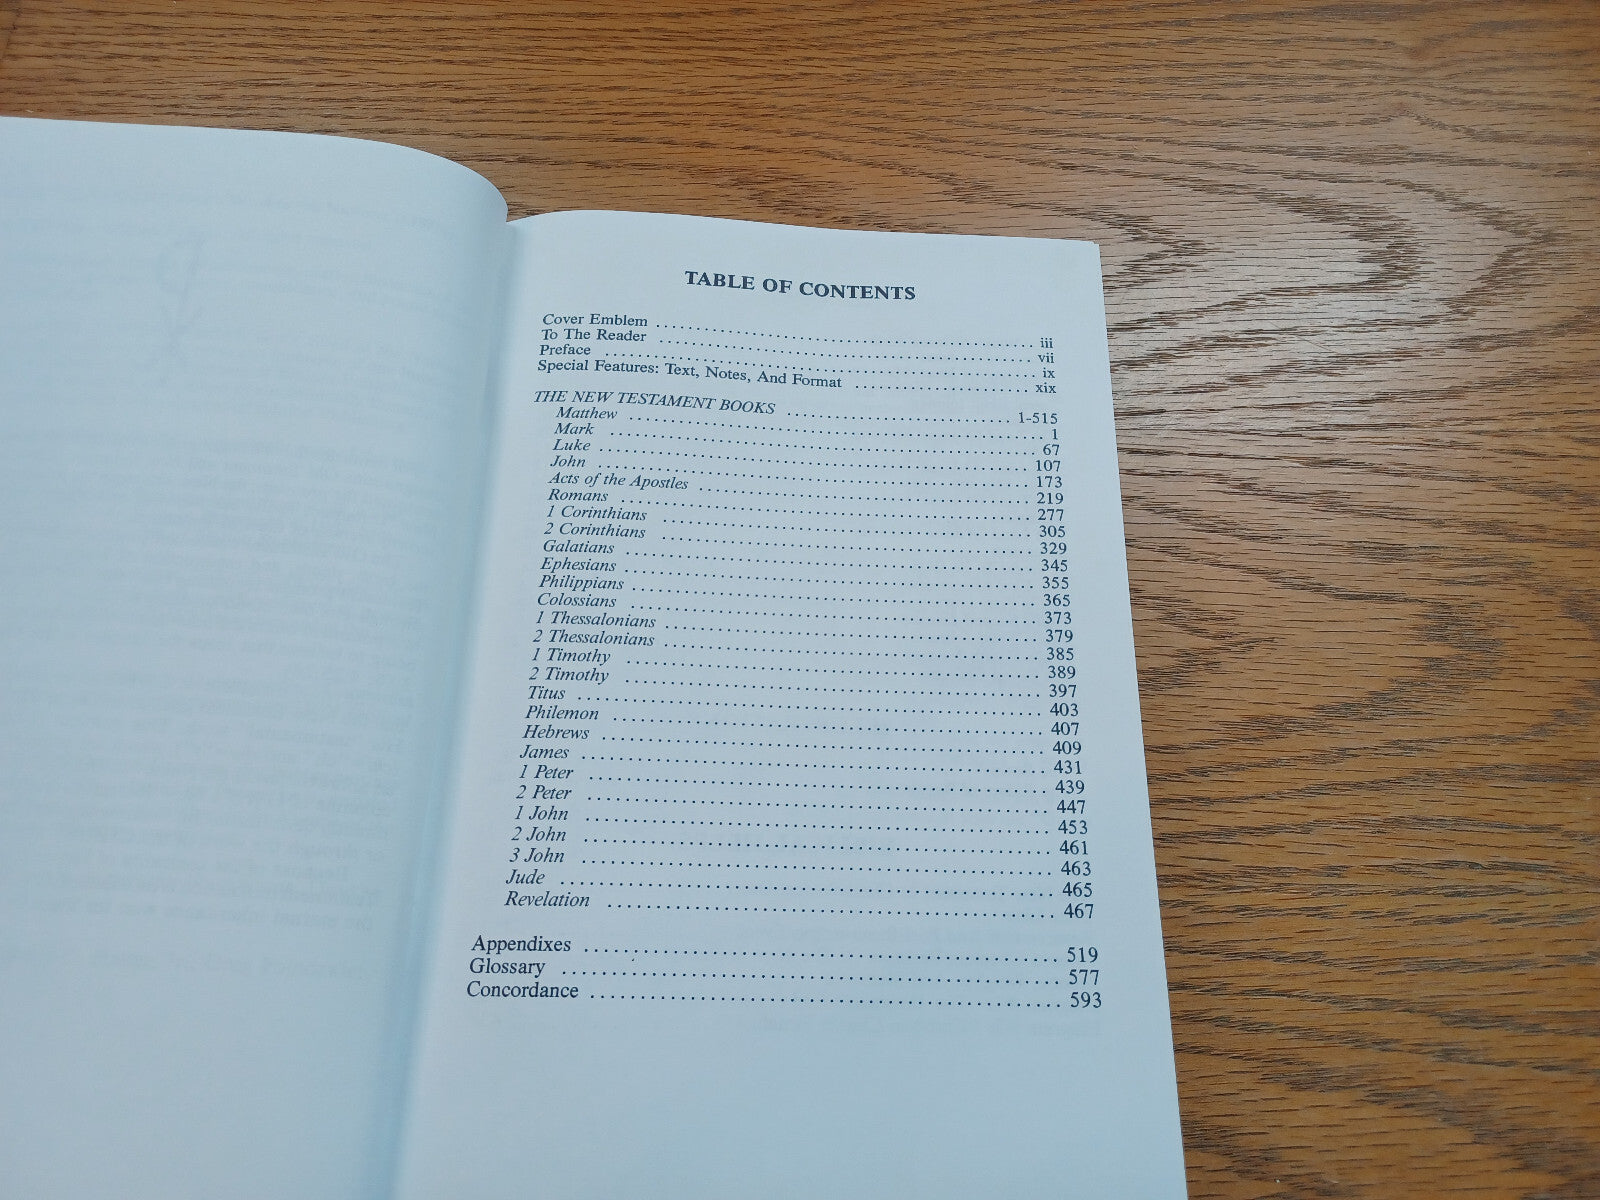 TABLE OF CONTENTS
Cover Emblem .................................................. iii
To The Reader .................................................. vii
Preface .................................................. ix
Special Features: Text, Notes, And Format ...................... xix
THE NEW TESTAMENT BOOKS ............................ 1-515
Matthew .................................................. 1
Mark .................................................. 67
Luke .................................................. 107
John .................................................. 173
Acts of the Apostles .......................................... 219
Romans .................................................. 277
1 Corinthians .................................................. 305
2 Corinthians .................................................. 329
Galatians .................................................. 345
Ephesians .................................................. 355
Philippians .................................................. 365
Colossians .................................................. 373
1 Thessalonians .................................................. 379
2 Thessalonians .................................................. 385
1 Timothy .................................................. 389
2 Timothy .................................................. 397
Titus .................................................. 403
Philemon .................................................. 407
Hebrews .................................................. 409
James .................................................. 431
1 Peter .................................................. 439
2 Peter .................................................. 447
1 John .................................................. 453
2 John .................................................. 461
3 John .................................................. 463
Jude .................................................. 465
Revelation .................................................. 467
Appendixes .................................................. 519
Glossary .................................................. 577
Concordance .................................................. 593